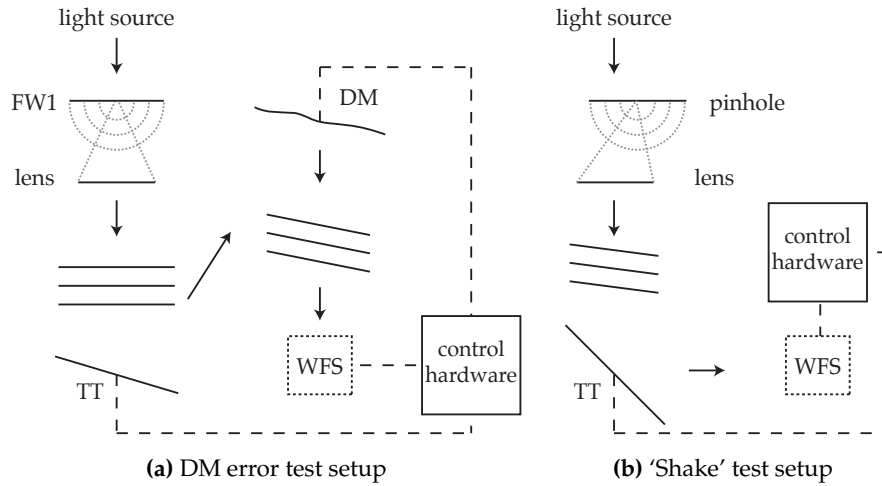 light source
FW1
lens
TT
DM
WFS
control
hardware
(a) DM error test setup
light source
pinhole
lens
TT
control
hardware
WFS
(b) ‘Shake’ test setup